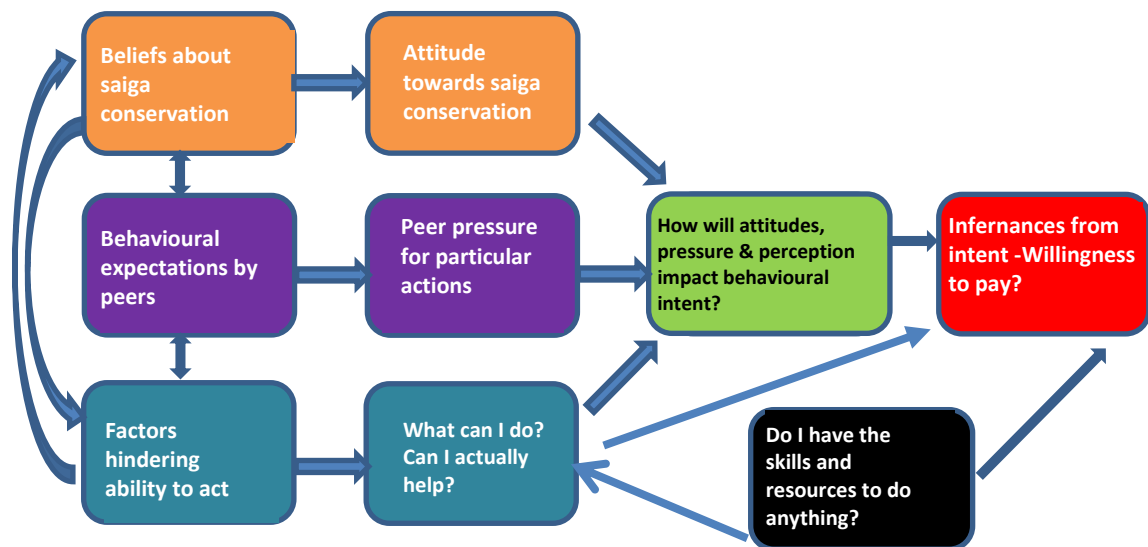 Beliefs about
saiga
conservation
Attitude
towards saiga
conservation
Behavioural
expectations by
peers
Peer pressure
for particular
actions
How will attitudes,
pressure & perception
impact behavioural
intent?
Infernances from
intent -Willingness
to pay?
Factors
hindering
ability to act
What can I do?
Can I actually
help?
Do I have the
skills and
resources to do
anything?